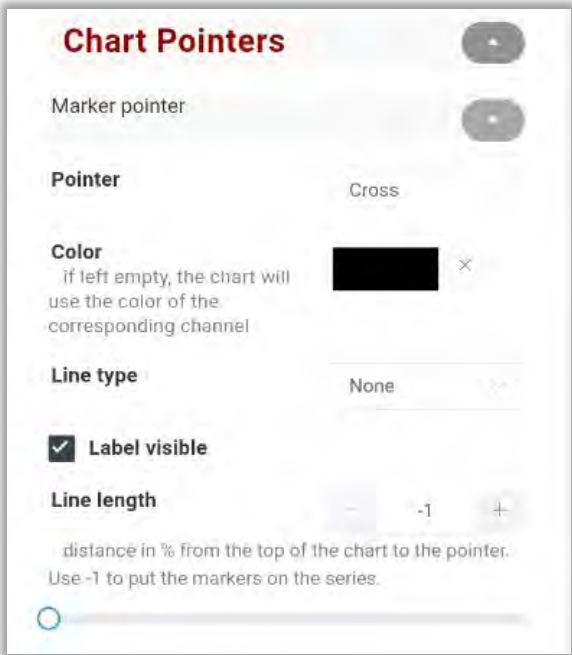 Chart Pointers
Marker pointer
Pointer
Cross
Color
if left empty, the chart will
use the color of the
corresponding channel
×
Line type
None
Label visible
Line length
-
-1
+
distance in % from the top of the chart to the pointer.
Use -1 to put the markers on the series.